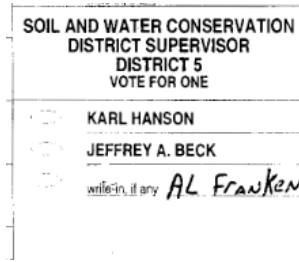 SOIL AND WATER CONSERVATION
DISTRICT SUPERVISOR
DISTRICT 5
VOTE FOR ONE
KARL HANSON
JEFFREY A. BECK
write-in, if any AL FRANKEN